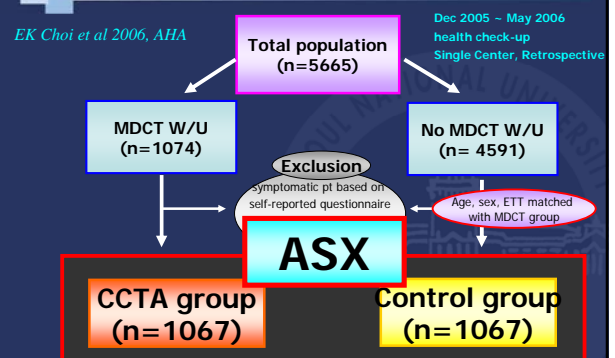 EK Choi et al 2006, AHA
Dec 2005 ~ May 2006
health check-up
Single Center, Retrospective
Total population
(n=5665)
MDCT W/U
(n=1074)
No MDCT W/U
(n= 4591)
Exclusion
symptomatic pt based on
self-reported questionnaire
Age, sex, ETT matched
with MDCT group
ASX
CCTA group
(n=1067)
Control group
(n=1067)